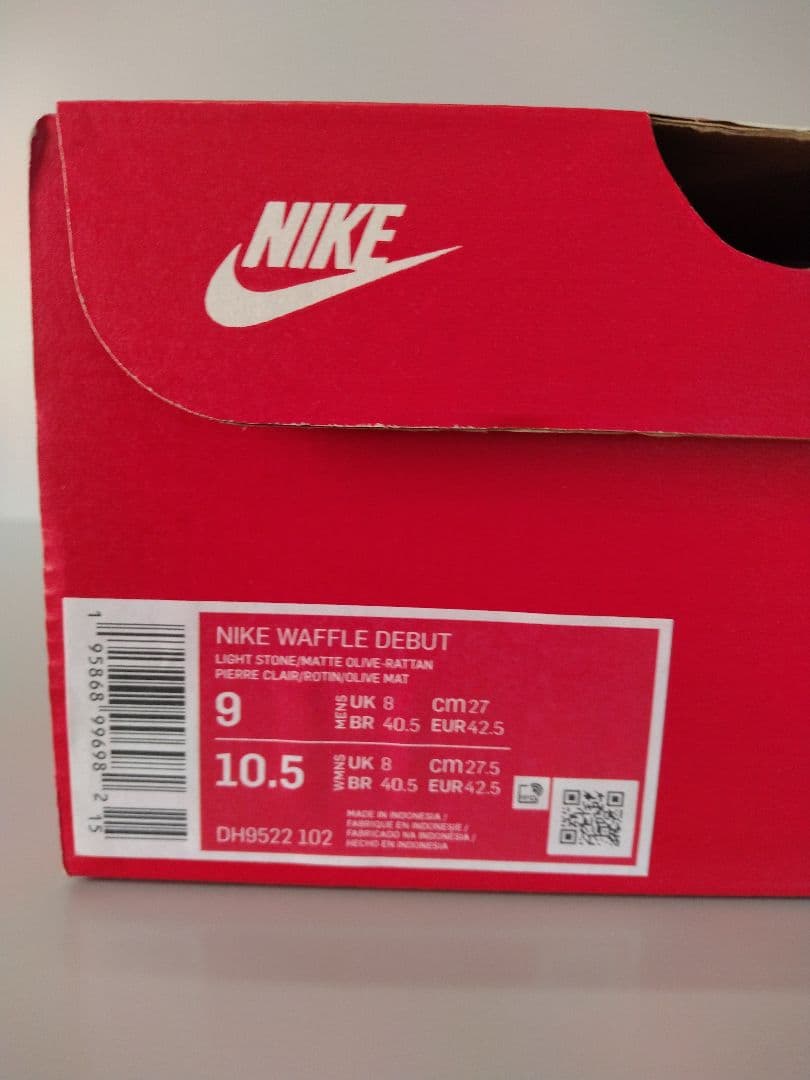 NIKE
NIKE WAFFLE DEBUT
LIGHT STONE/MATTE OLIVE-RATTAN
PIERRE CLAIR/ROTIN/OLIVE MAT
9 MENS UK 8 cm 27
BR 40.5 EUR 42.5
10.5 WMNS UK 8 cm 27.5
BR 40.5 EUR 42.5
DH9522 102
MADE IN INDONESIA /
FABRIQUE EN INDONESIE /
FABRICADO NA INDONESIA /
HECHO EN INDONESIA
1 95868 99698 2 15